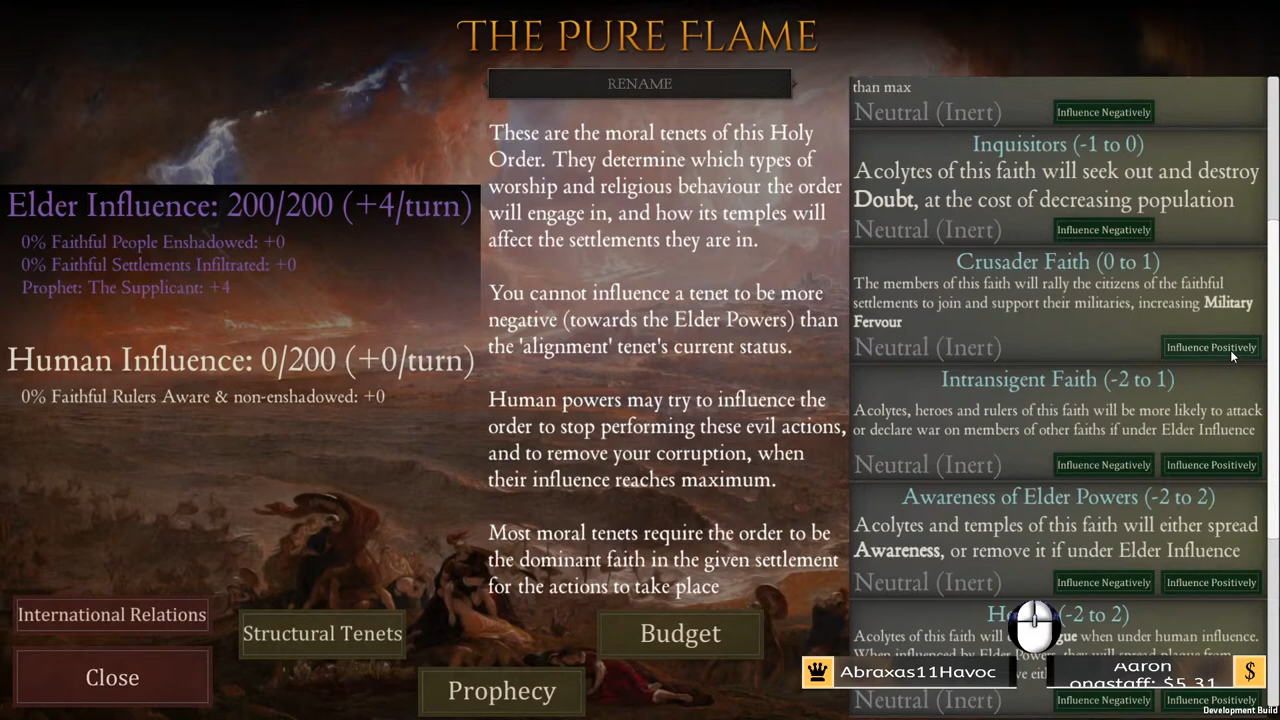 THE PURE FLAME
RENAME
Elder Influence: 200/200 (+4/turn)
0% Faithful People Enshadowed: +0
0% Faithful Settlements Infiltrated: +0
Prophet: The Supplicant: +4
Human Influence: 0/200 (+0/turn)
0% Faithful Rulers Aware & non-enshadowed: +0
These are the moral tenets of this Holy
Order. They determine which types of
worship and religious behaviour the order
will engage in, and how its temples will
affect the settlements they are in.
You cannot influence a tenet to be more
negative (towards the Elder Powers) than
the 'alignment' tenet's current status.
Human powers may try to influence the
order to stop performing these evil actions,
and to remove your corruption, when
their influence reaches maximum.
Most moral tenets require the order to be
the dominant faith in the given settlement
for the actions to take place
than max
Neutral (Inert)
Influence Negatively
Inquisitors (-1 to 0)
Acolytes of this faith will seek out and destroy
Doubt, at the cost of decreasing population
Neutral (Inert)
Influence Negatively
Crusader Faith (0 to 1)
The members of this faith will rally the citizens of the faithful
settlements to join and support their militaries, increasing Military
Fervour
Neutral (Inert)
Influence Positively
Intransigent Faith (-2 to 1)
Acolytes, heroes and rulers of this faith will be more likely to attack
or declare war on members of other faiths if under Elder Influence
Neutral (Inert)
Influence Negatively
Influence Positively
Awareness of Elder Powers (-2 to 2)
Acolytes and temples of this faith will either spread
Awareness, or remove it if under Elder Influence
Neutral (Inert)
Influence Negatively
Influence Positively
(-2 to 2)
Acolytes of this faith will when under human influence.
When influenced by Elder Powers, they will spread plague from
Neutral (Inert)
Influence Negatively
Influence Positively
International Relations
Structural Tenets
Budget
Close
Prophecy
Abraxas11Havoc
Aaron
ongstaff: $5.31
Development Build